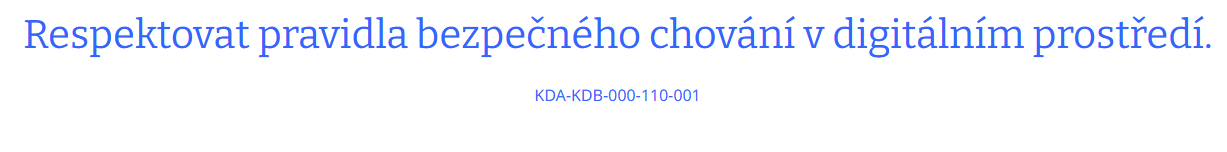 Respektovat pravidla bezpečného chování v digitálním prostředí.
KDA-KDB-000-110-001